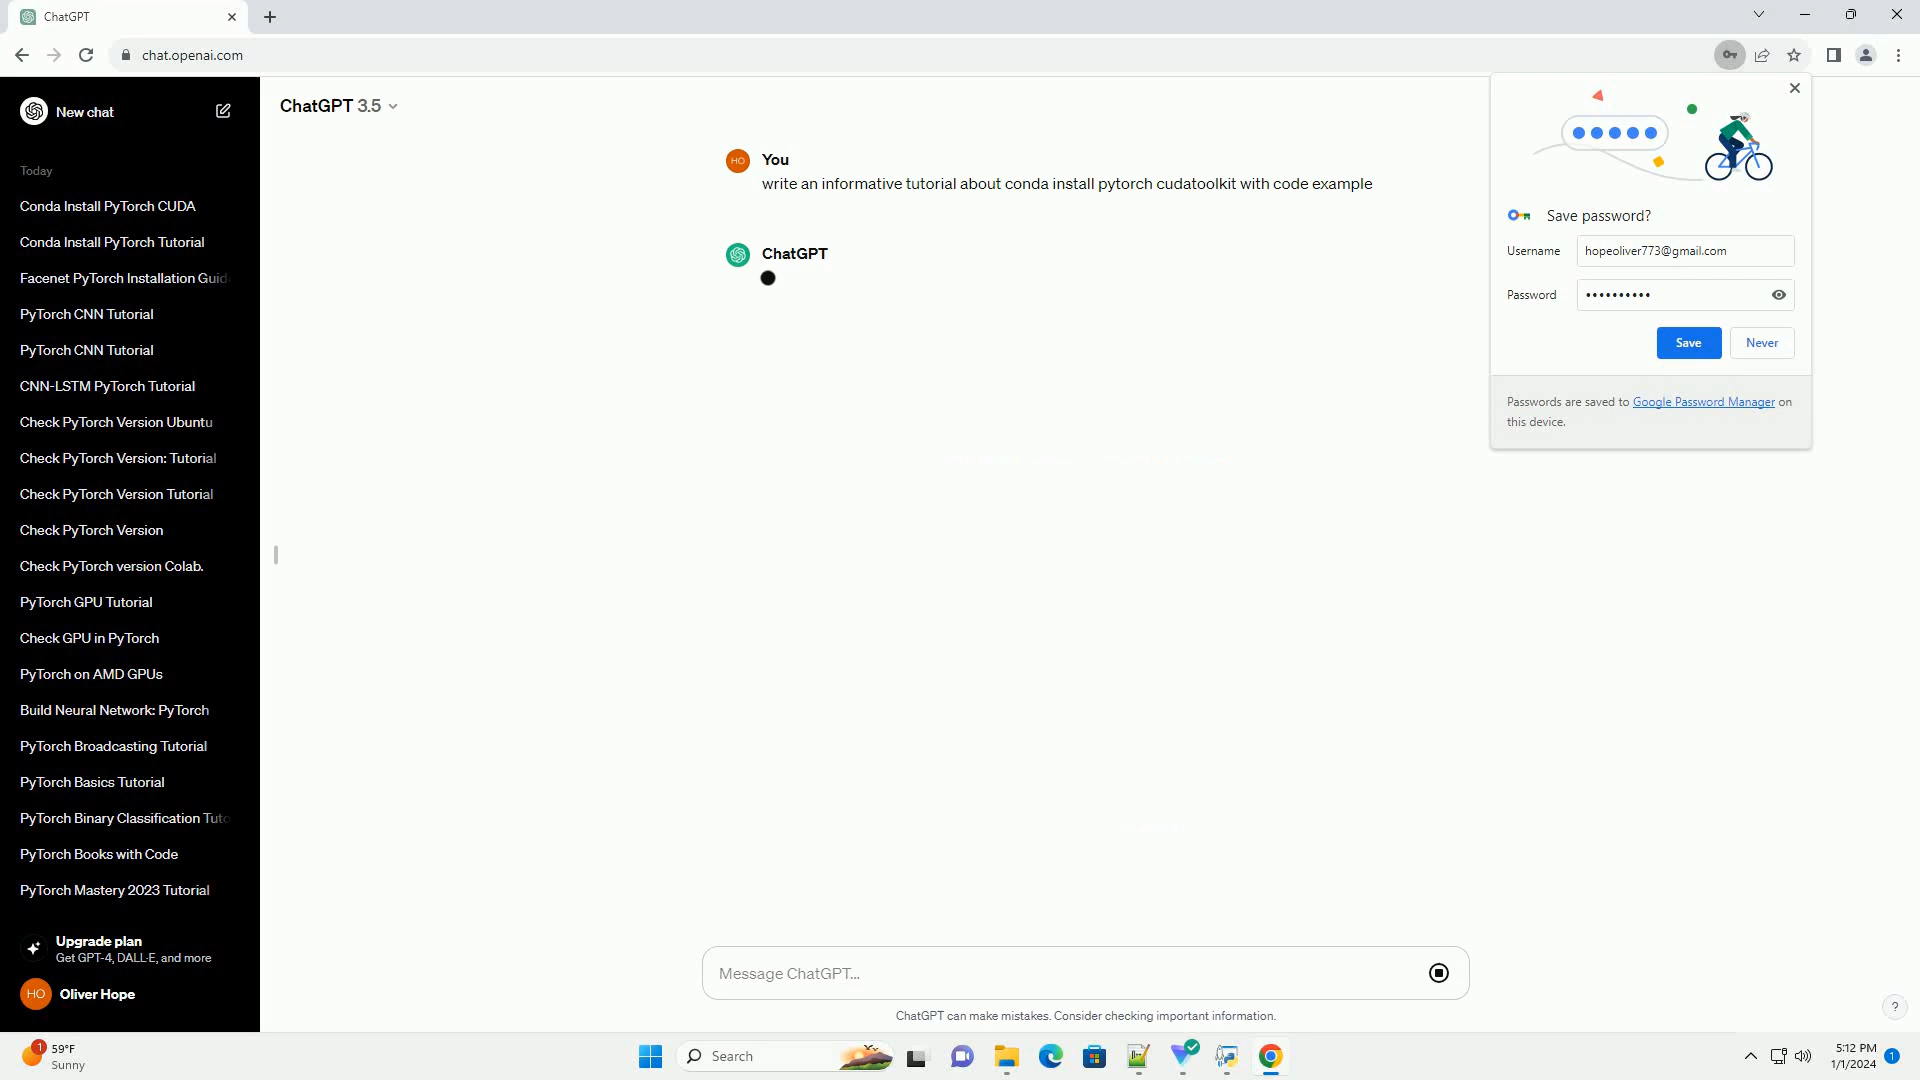 ChatGPT
chat.openai.com
New chat
Today
Conda Install PyTorch CUDA
Conda Install PyTorch Tutorial
Facenet PyTorch Installation Guid
PyTorch CNN Tutorial
PyTorch CNN Tutorial
CNN-LSTM PyTorch Tutorial
Check PyTorch Version Ubuntu
Check PyTorch Version: Tutorial
Check PyTorch Version Tutorial
Check PyTorch Version
Check PyTorch version Colab.
PyTorch GPU Tutorial
Check GPU in PyTorch
PyTorch on AMD GPUs
Build Neural Network: PyTorch
PyTorch Broadcasting Tutorial
PyTorch Basics Tutorial
PyTorch Binary Classification Tuto
PyTorch Books with Code
PyTorch Mastery 2023 Tutorial
Upgrade plan
Get GPT-4, DALL·E, and more
HO Oliver Hope
ChatGPT 3.5
HO You
write an informative tutorial about conda install pytorch cudatoolkit with code example
ChatGPT
Message ChatGPT...
ChatGPT can make mistakes. Consider checking important information.
?
Save password?
Username hopeoliver773@gmail.com
Password ••••••••••
Save Never
Passwords are saved to Google Password Manager on
this device.
1
59°F
Sunny
Search
5:12 PM
1/1/2024
1